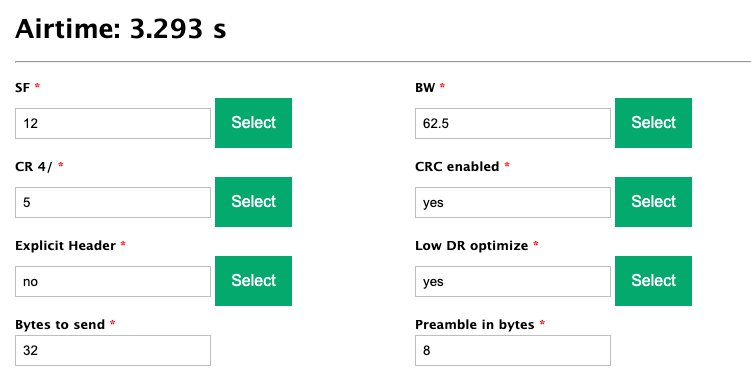 Airtime: 3.293 s
SF * BW *
12 Select 62.5 Select
CR 4/ * CRC enabled *
5 Select yes Select
Explicit Header * Low DR optimize *
no Select yes Select
Bytes to send * Preamble in bytes *
32 8